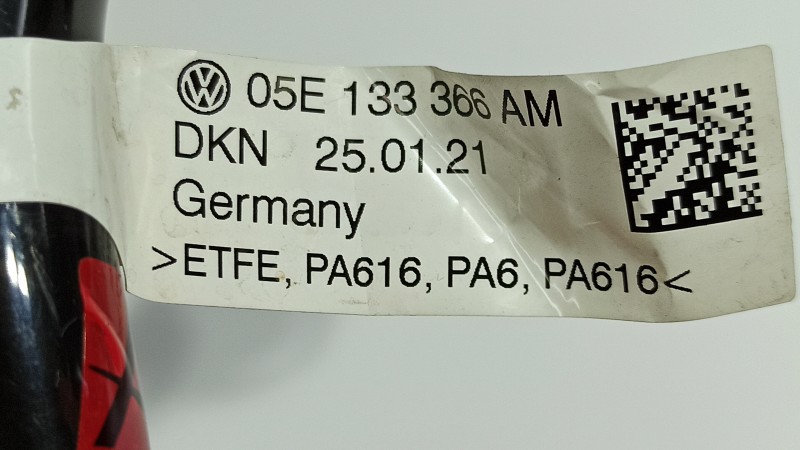 05E 133 366 AM
DKN 25.01.21
Germany
>ETFE, PA616, PA6, PA616<
X